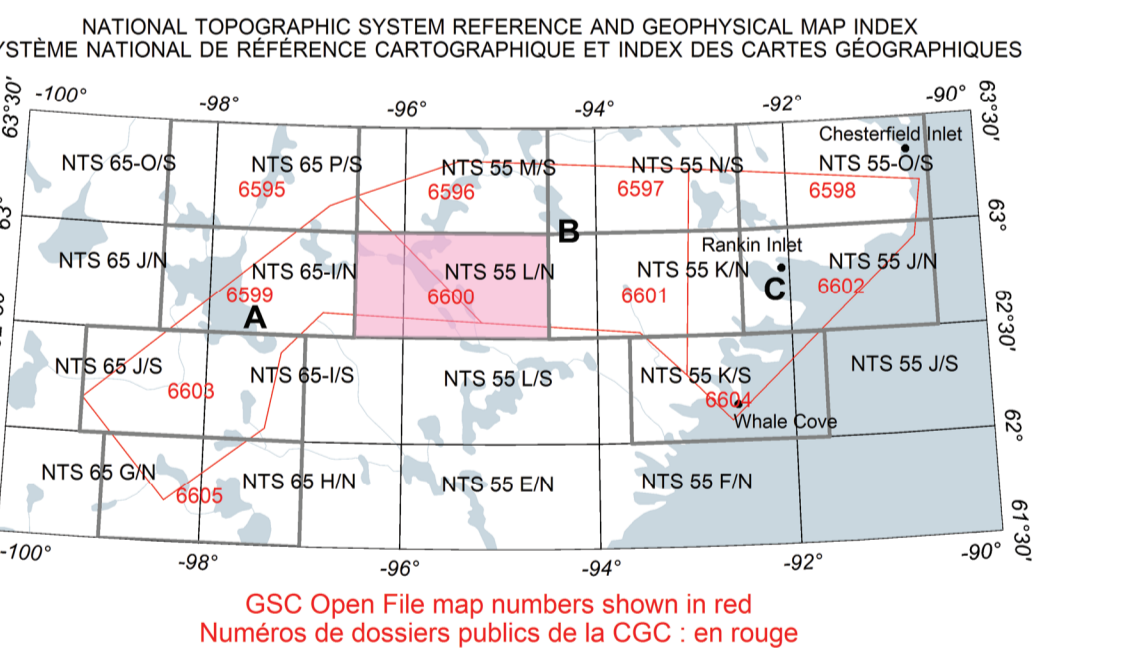 NATIONAL TOPOGRAPHIC SYSTEM REFERENCE AND GEOPHYSICAL MAP INDEX
YSTÈME NATIONAL DE RÉFÉRENCE CARTOGRAPHIQUE ET INDEX DES CARTES GÉOGRAPHIQUES
-100° -98° -96° -94° -92° -90°
63°30' 63°30'
Chesterfield Inlet
NTS 65-O/S NTS 65 P/S NTS 55 M/S NTS 55 N/S NTS 55-O/S
6595 6596 6597 6598
63° 63°
B
Rankin Inlet
NTS 65 J/N NTS 65-I/N NTS 55 L/N NTS 55 K/N NTS 55 J/N
6599 6600 6601 C 6602
A
62°30'
NTS 65 J/S NTS 65-I/S NTS 55 L/S NTS 55 K/S NTS 55 J/S
6603 6604
Whale Cove
62°
NTS 65 G/N NTS 65 H/N NTS 55 E/N NTS 55 F/N
6605
61°30'
-100° -98° -96° -94° -92° -90°
GSC Open File map numbers shown in red
Numéros de dossiers publics de la CGC : en rouge